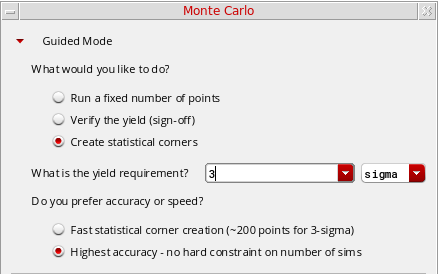 Monte Carlo
Guided Mode
What would you like to do?
Run a fixed number of points
Verify the yield (sign-off)
Create statistical corners
What is the yield requirement? 3 sigma
Do you prefer accuracy or speed?
Fast statistical corner creation (~200 points for 3-sigma)
Highest accuracy - no hard constraint on number of sims